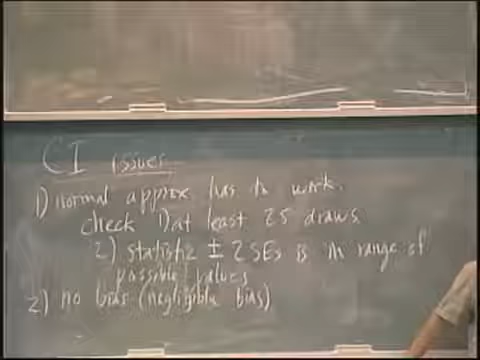 CI issues
1) normal approx has to work.
check 1) at least 25 draws
2) statistic ± 2 SEs is in range of
possible values
2) no bias (negligible bias)